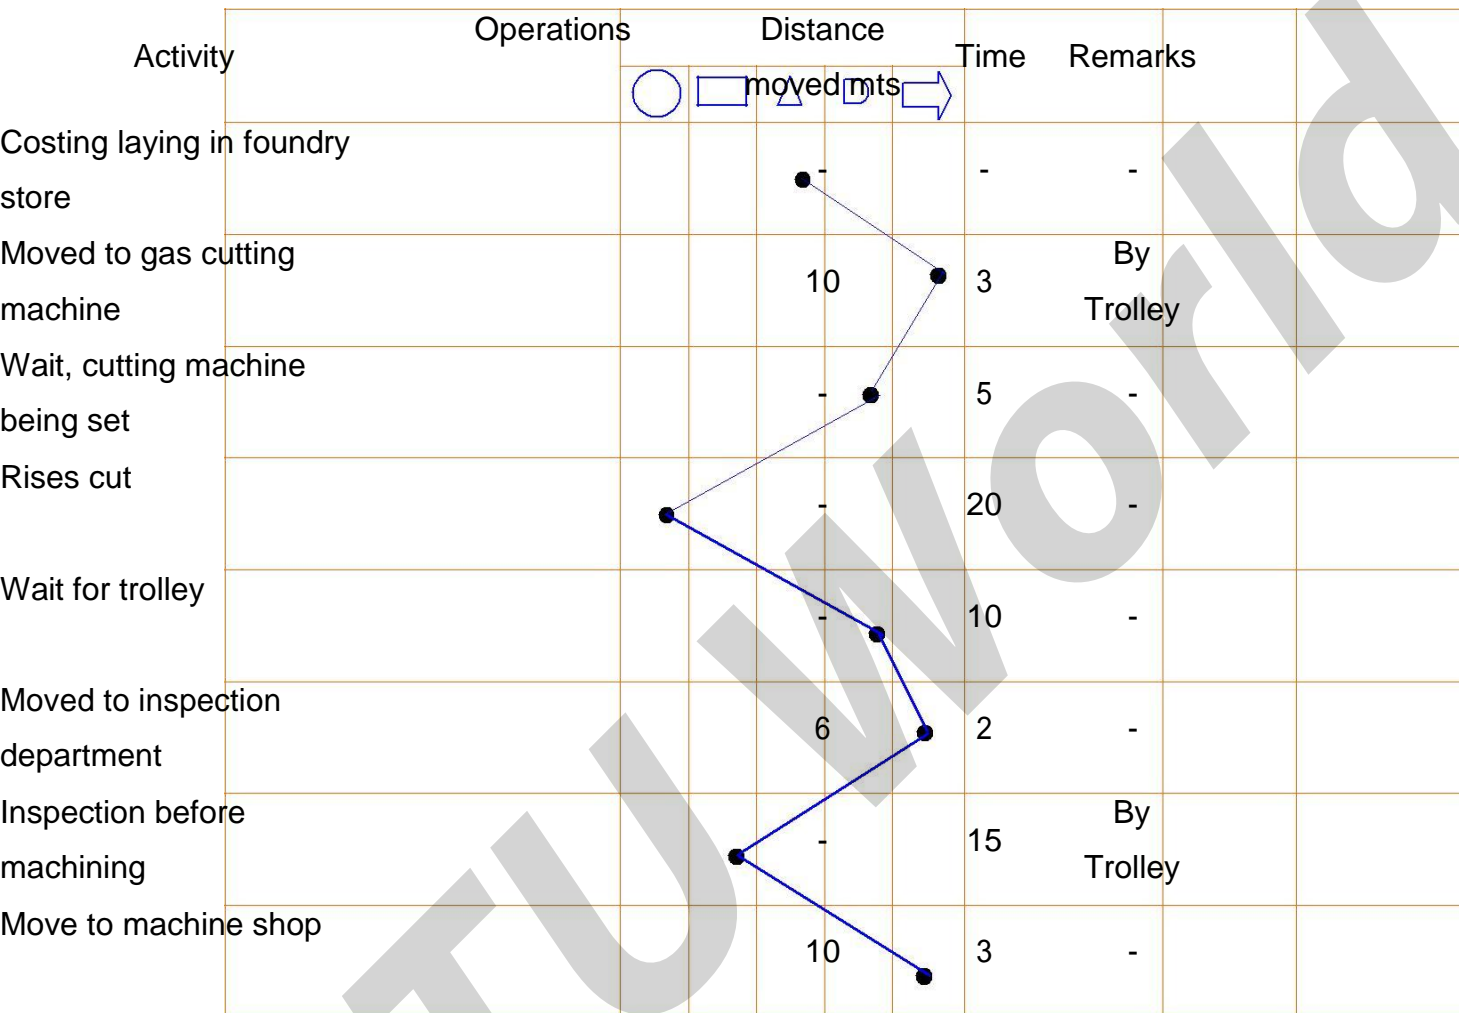 Operations Distance
Activity Time Remarks
moved mts
Costing laying in foundry
store - - -
Moved to gas cutting By
machine 10 3 Trolley
Wait, cutting machine
being set - 5 -
Rises cut
- 20 -
Wait for trolley
- 10 -
Moved to inspection
department 6 2 -
Inspection before By
machining - 15 Trolley
Move to machine shop
10 3 -
TU World